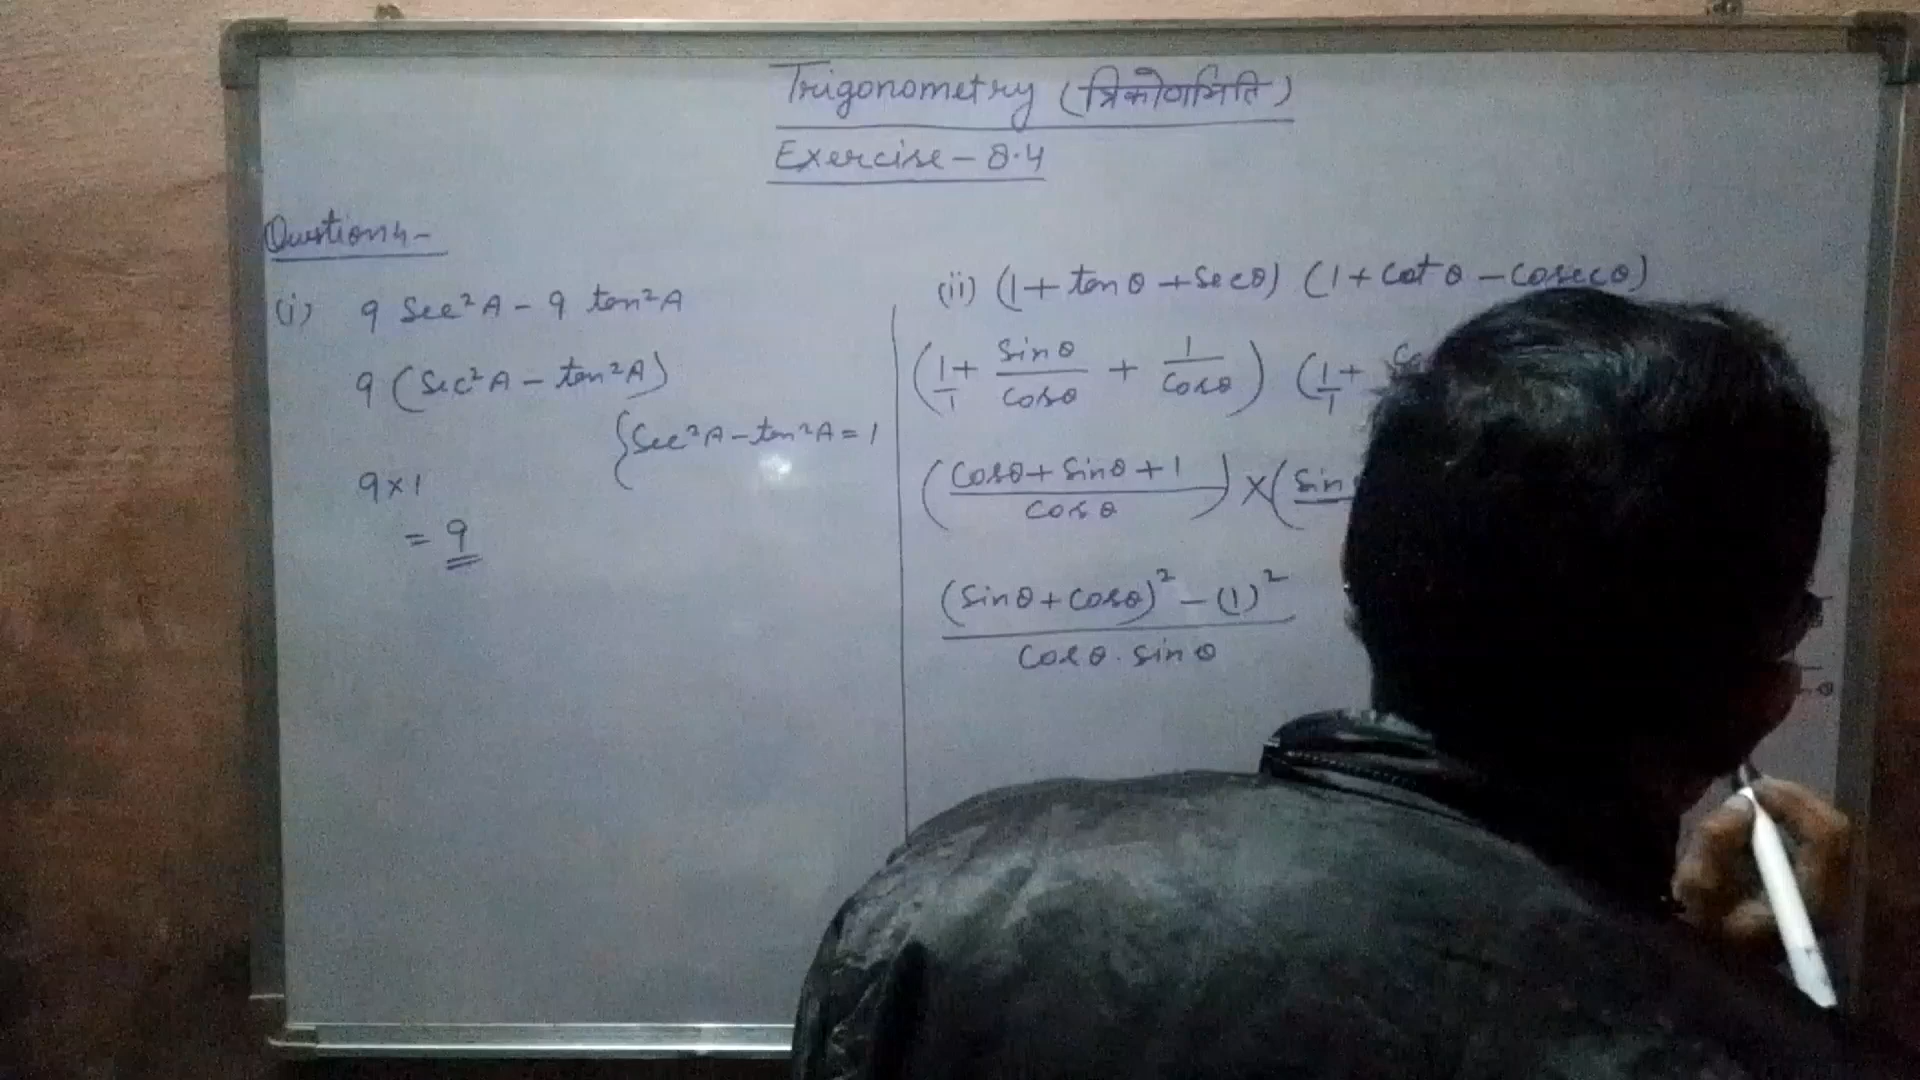 Trigonometry (त्रिकोणमिति)
Exercise - 8.4
Question 4 -
(i) 9 Sec²A - 9 tan²A
9 (Sec²A - tan²A)
{Sec²A - tan²A = 1
9 × 1
= 9
(ii) (1 + tan θ + Sec θ) (1 + cot θ - cosec θ)
(1/1 + Sin θ/cos θ + 1/cos θ) (1/1 +
(Cos θ + Sin θ + 1/Cos θ) × (Sin
(Sin θ + Cos θ)² - (1)²/Cos θ . Sin θ